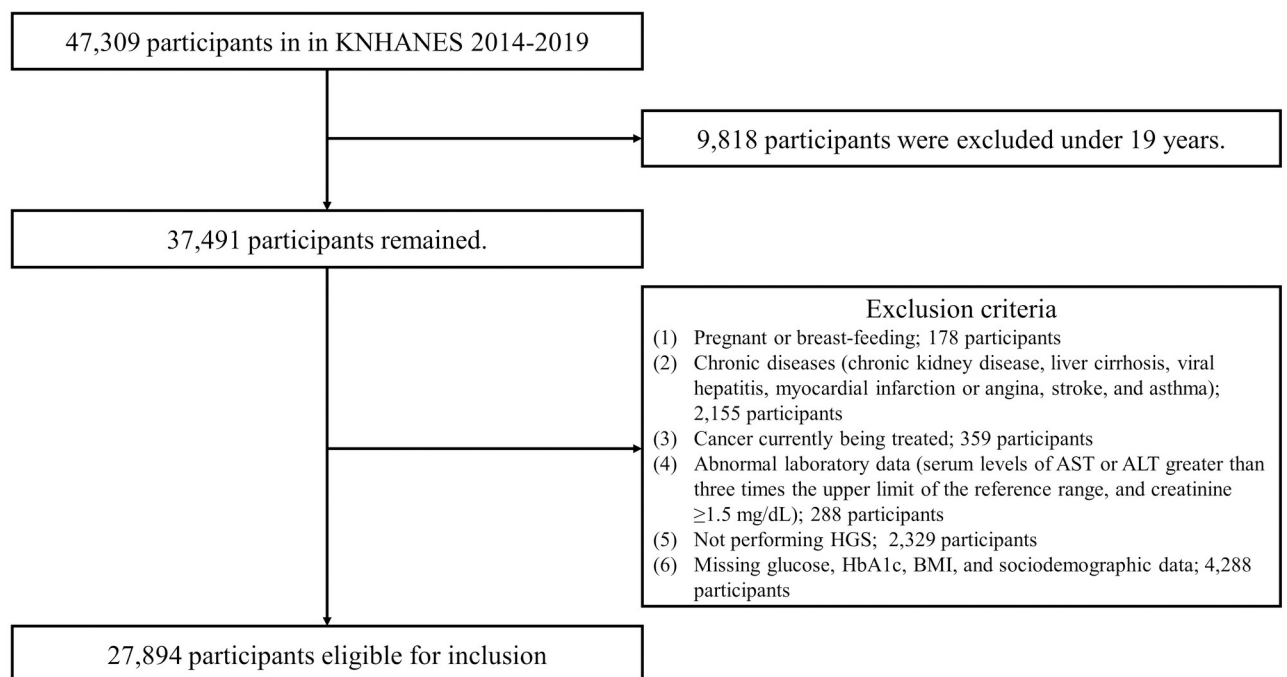 47,309 participants in in KNHANES 2014-2019
9,818 participants were excluded under 19 years.
37,491 participants remained.
Exclusion criteria
(1) Pregnant or breast-feeding; 178 participants
(2) Chronic diseases (chronic kidney disease, liver cirrhosis, viral
hepatitis, myocardial infarction or angina, stroke, and asthma);
2,155 participants
(3) Cancer currently being treated; 359 participants
(4) Abnormal laboratory data (serum levels of AST or ALT greater than
three times the upper limit of the reference range, and creatinine
≥1.5 mg/dL); 288 participants
(5) Not performing HGS; 2,329 participants
(6) Missing glucose, HbA1c, BMI, and sociodemographic data; 4,288
participants
27,894 participants eligible for inclusion